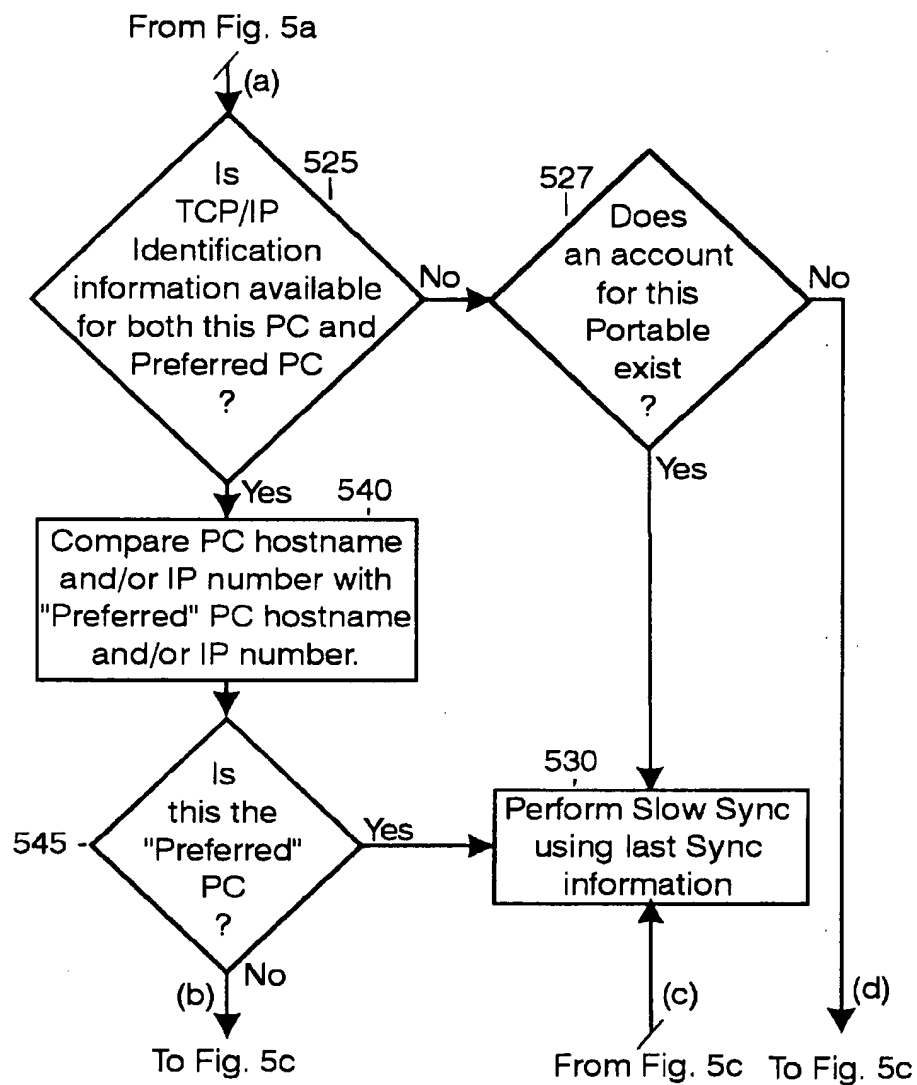 From Fig. 5a
(a)
525
Is
TCP/IP
Identification
information available
for both this PC and
Preferred PC
?
No
527
Does
an account
for this
Portable
exist
?
No
Yes
Yes
540
Compare PC hostname
and/or IP number with
"Preferred" PC hostname
and/or IP number.
545
Is
this the
"Preferred"
PC
?
Yes
530
Perform Slow Sync
using last Sync
information
No
(b)
(c)
(d)
To Fig. 5c
From Fig. 5c
To Fig. 5c